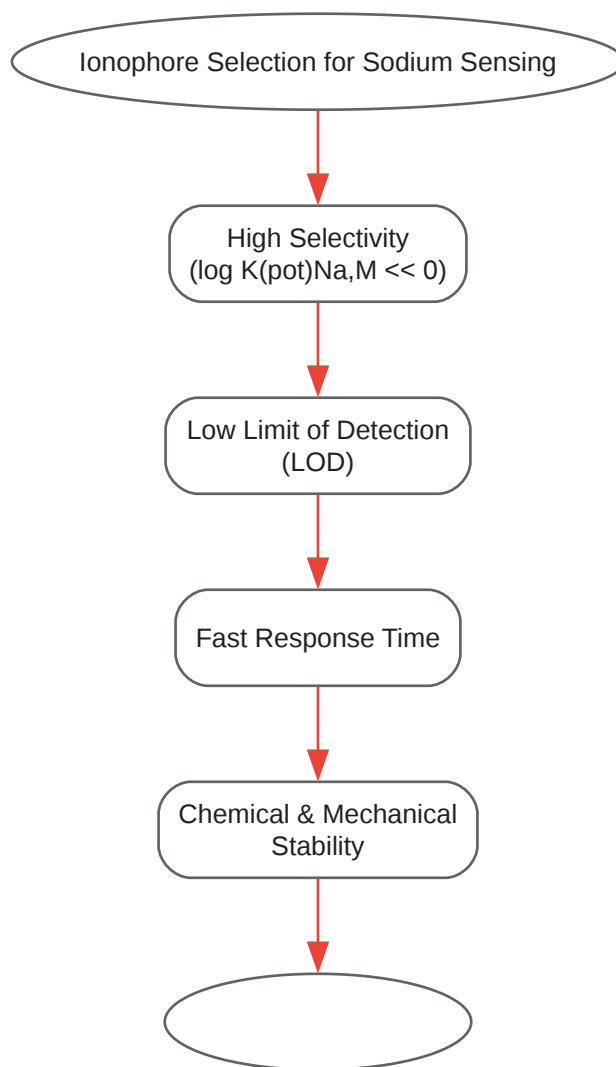 Ionophore Selection for Sodium Sensing
High Selectivity
(log K(pot)Na,M << 0)
Low Limit of Detection
(LOD)
Fast Response Time
Chemical & Mechanical
Stability